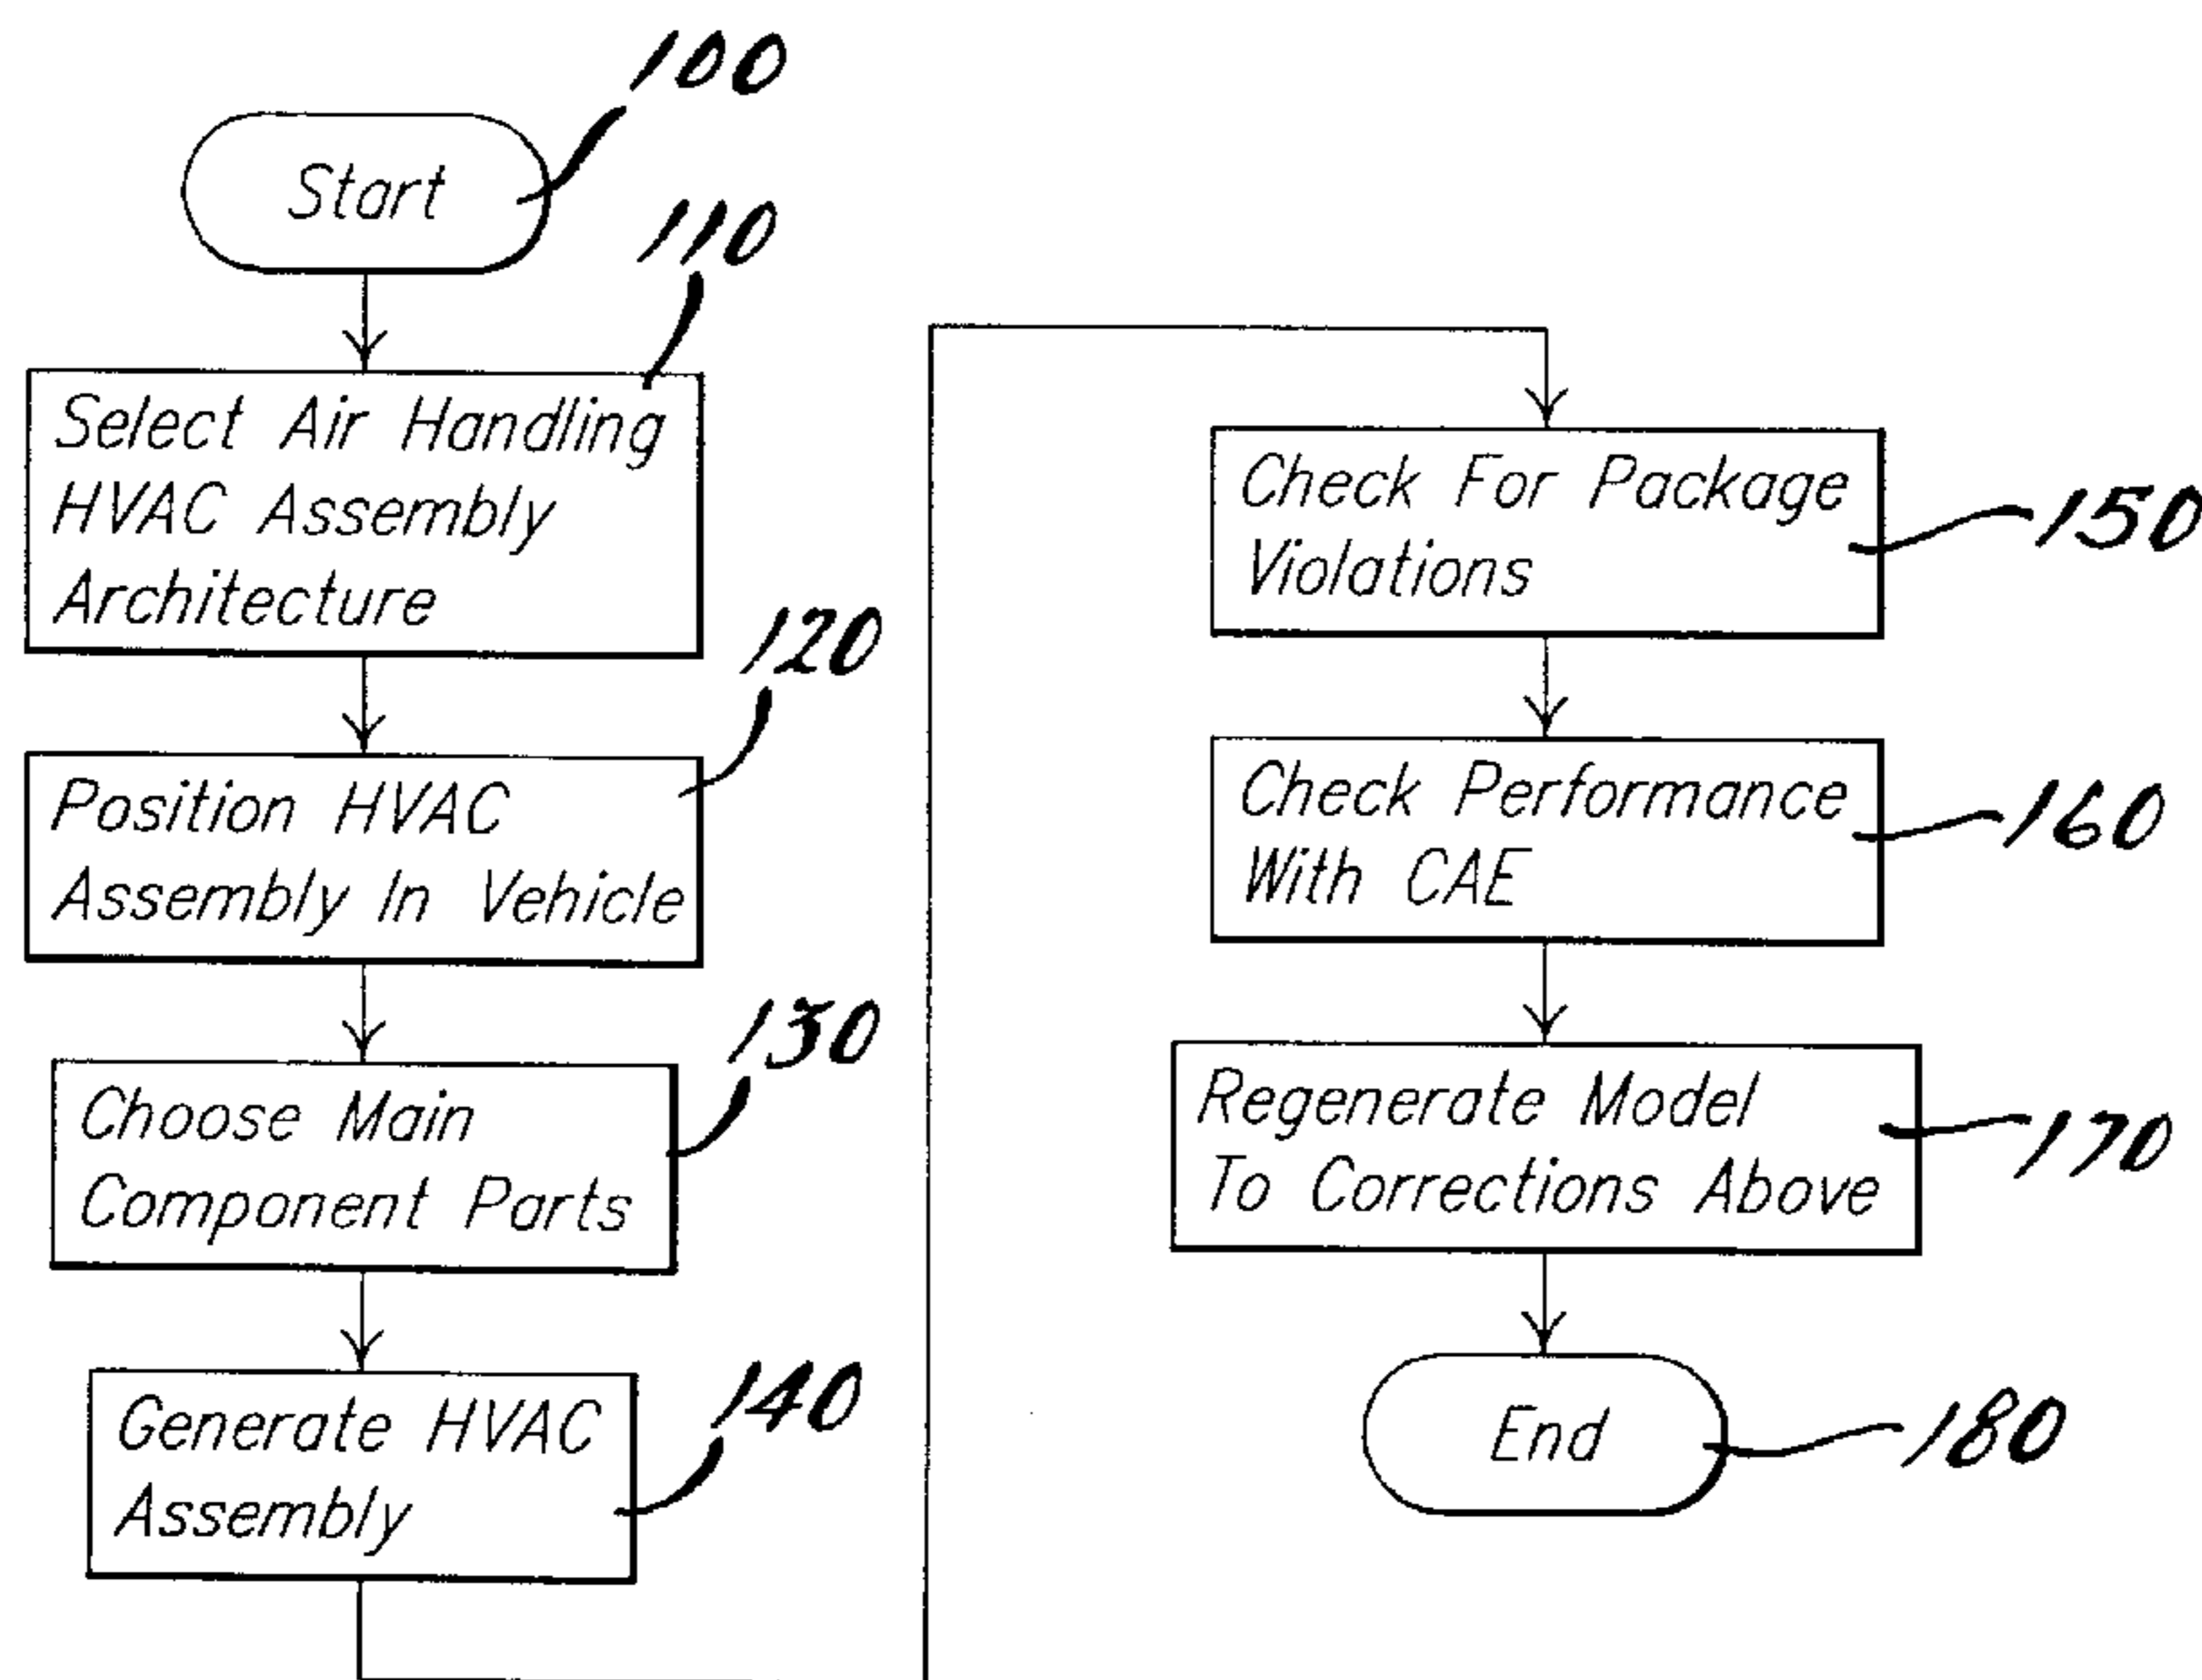 100
Start
110
Select Air Handling
HVAC Assembly
Architecture
120
Position HVAC
Assembly In Vehicle
130
Choose Main
Component Parts
140
Generate HVAC
Assembly
Check For Package
Violations
150
Check Performance
With CAE
160
Regenerate Model
To Corrections Above
170
End
180